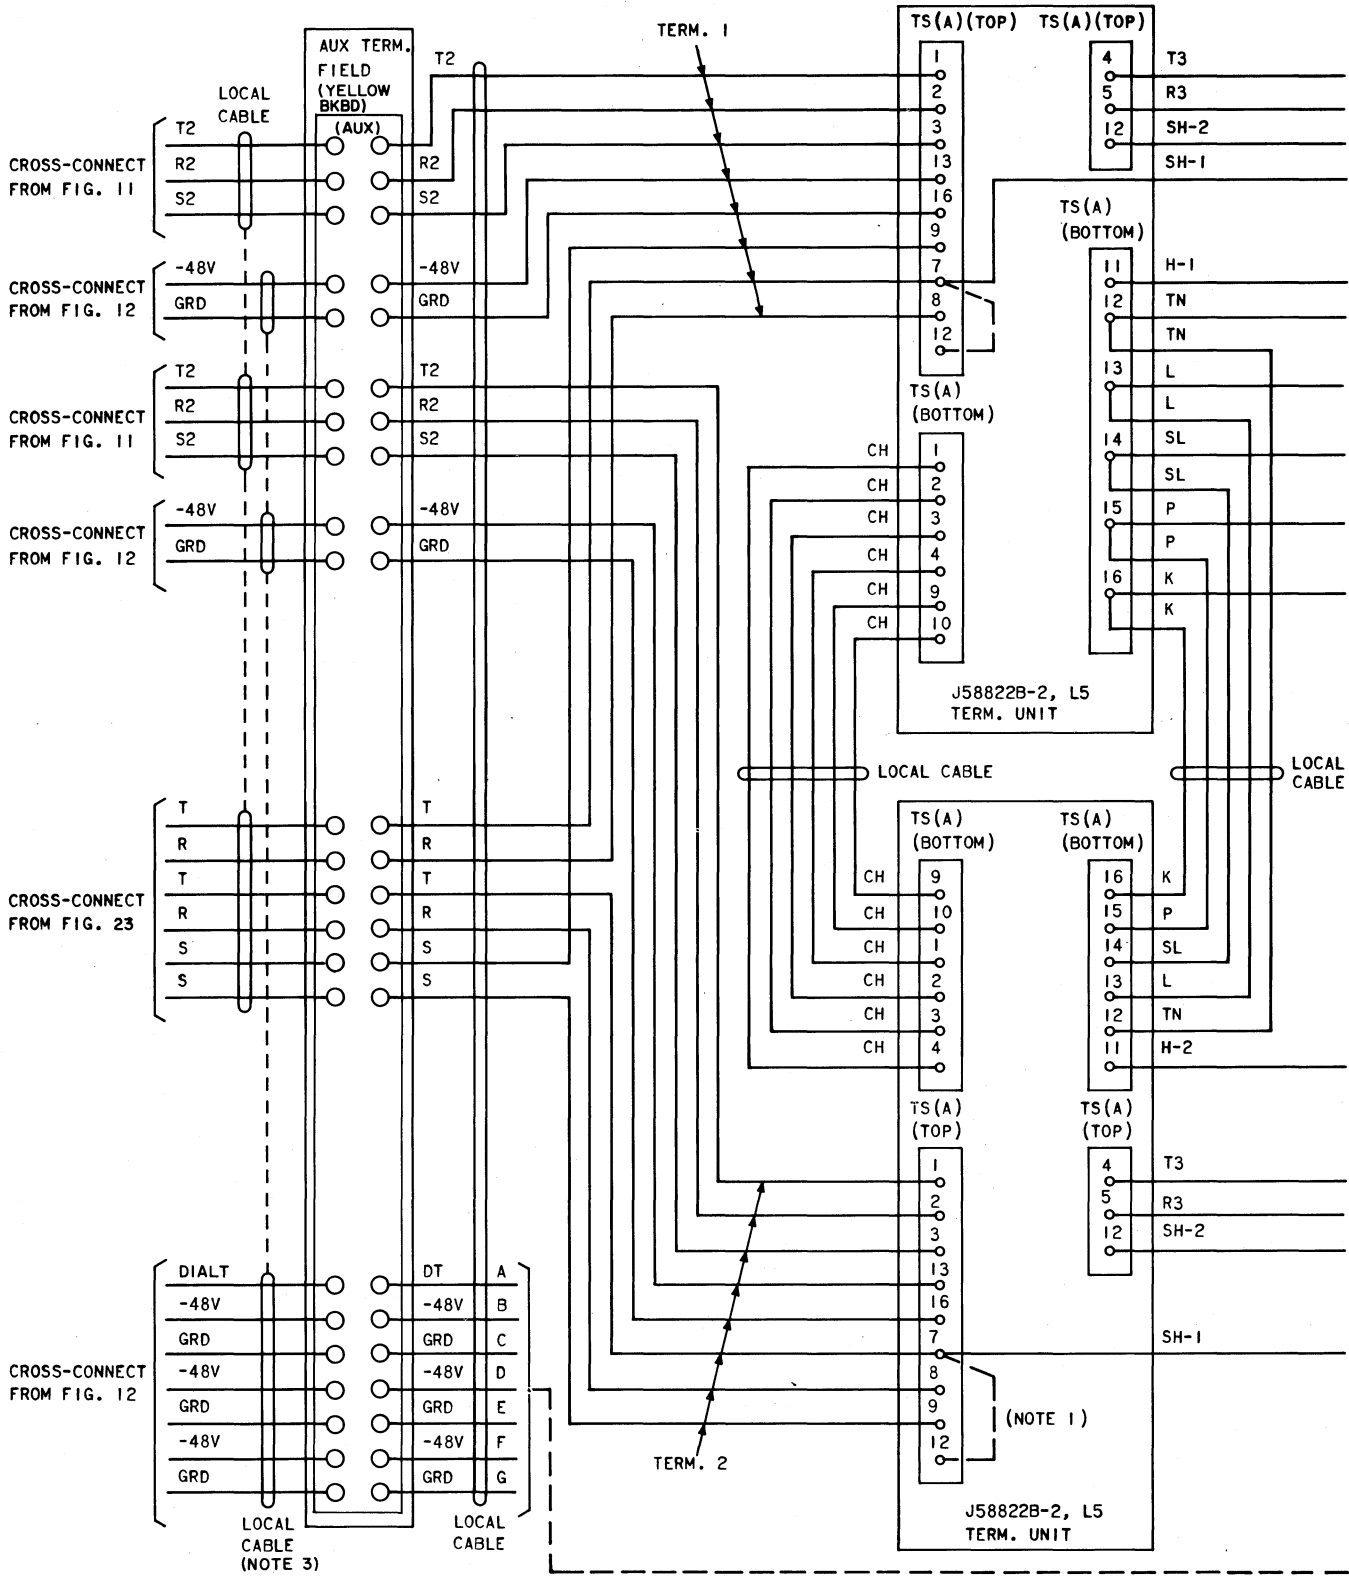 AUX TERM.
FIELD
(YELLOW
BKBD)
(AUX)
LOCAL
CABLE
CROSS-CONNECT
FROM FIG. 11
T2
R2
S2
T2
R2
S2
CROSS-CONNECT
FROM FIG. 12
-48V
GRD
-48V
GRD
CROSS-CONNECT
FROM FIG. 11
T2
R2
S2
T2
R2
S2
CROSS-CONNECT
FROM FIG. 12
-48V
GRD
-48V
GRD
CROSS-CONNECT
FROM FIG. 23
T
R
T
R
S
S
T
R
T
R
S
S
CROSS-CONNECT
FROM FIG. 12
DIALT
-48V
GRD
-48V
GRD
-48V
GRD
DT A
-48V B
GRD C
-48V D
GRD E
-48V F
GRD G
LOCAL
CABLE
(NOTE 3)
LOCAL
CABLE
TERM. 1
TERM. 2
TS(A)(TOP)
1
2
3
13
16
9
7
8
12
TS(A)
(BOTTOM)
CH 1
CH 2
CH 3
CH 4
CH 9
CH 10
TS(A)(TOP)
4 T3
5 R3
12 SH-2
SH-1
TS(A)
(BOTTOM)
11 H-1
12 TN
TN
13 L
L
14 SL
SL
15 P
P
16 K
K
J58822B-2, L5
TERM. UNIT
LOCAL CABLE
LOCAL
CABLE
TS(A)
(BOTTOM)
CH 9
CH 10
CH 1
CH 2
CH 3
CH 4
TS(A)
(TOP)
1
2
3
13
16
7
8
9
12
TS(A)
(BOTTOM)
16 K
15 P
14 SL
13 L
12 TN
11 H-2
TS(A)
(TOP)
4 T3
5 R3
12 SH-2
SH-1
(NOTE 1)
J58822B-2, L5
TERM. UNIT